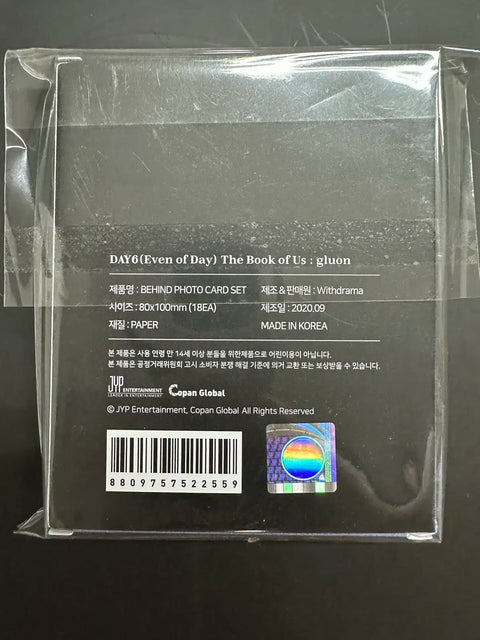 DAY6(Even of Day) The Book of Us : gluon
제품명 : BEHIND PHOTO CARD SET 제조&판매원 : Withdrama
사이즈 : 80x100mm (18EA) 제조일 : 2020.09
재질 : PAPER MADE IN KOREA
본 제품은 사용 연령 만 14세 이상 분들을 위한제품으로 어린이용이 아닙니다.
본 제품은 공정거래위원회 고시 소비자 분쟁 해결 기준에 의거 교환 또는 보상받을 수 있습니다.
JYP ENTERTAINMENT
LEADER IN ENTERTAINMENT
Copan Global
© JYP Entertainment, Copan Global All Rights Reserved
8809757522559